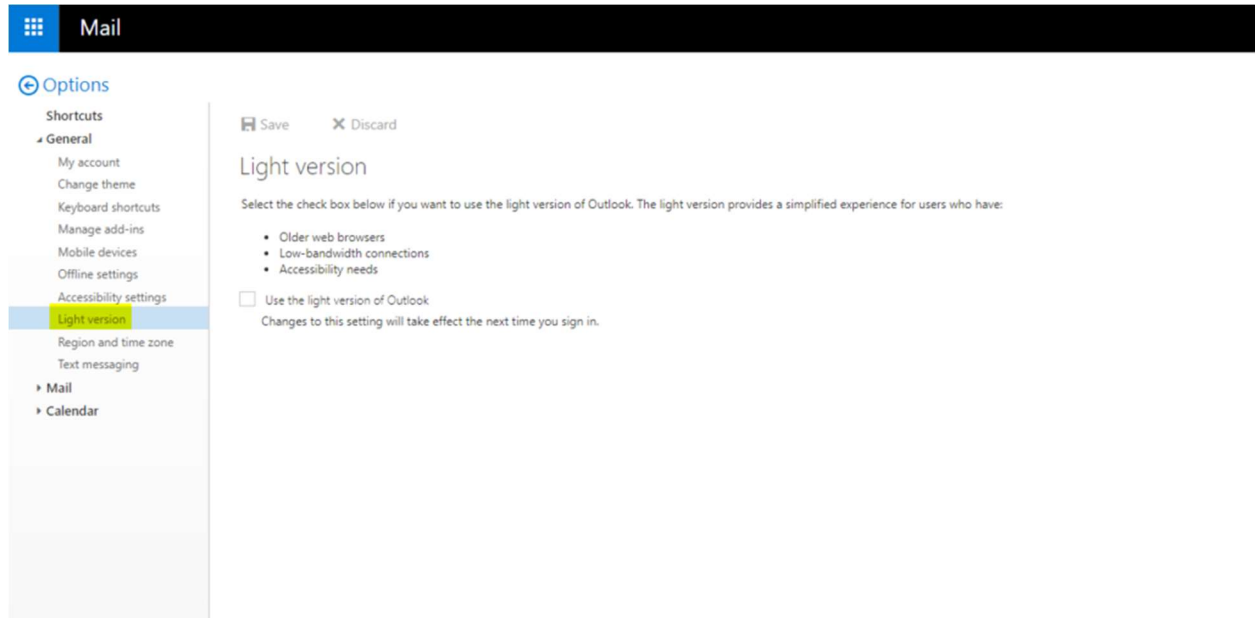 Mail
Options
Shortcuts
General
My account
Change theme
Keyboard shortcuts
Manage add-ins
Mobile devices
Offline settings
Accessibility settings
Light version
Region and time zone
Text messaging
Mail
Calendar
Save Discard
Light version
Select the check box below if you want to use the light version of Outlook. The light version provides a simplified experience for users who have:
• Older web browsers
• Low-bandwidth connections
• Accessibility needs
Use the light version of Outlook
Changes to this setting will take effect the next time you sign in.